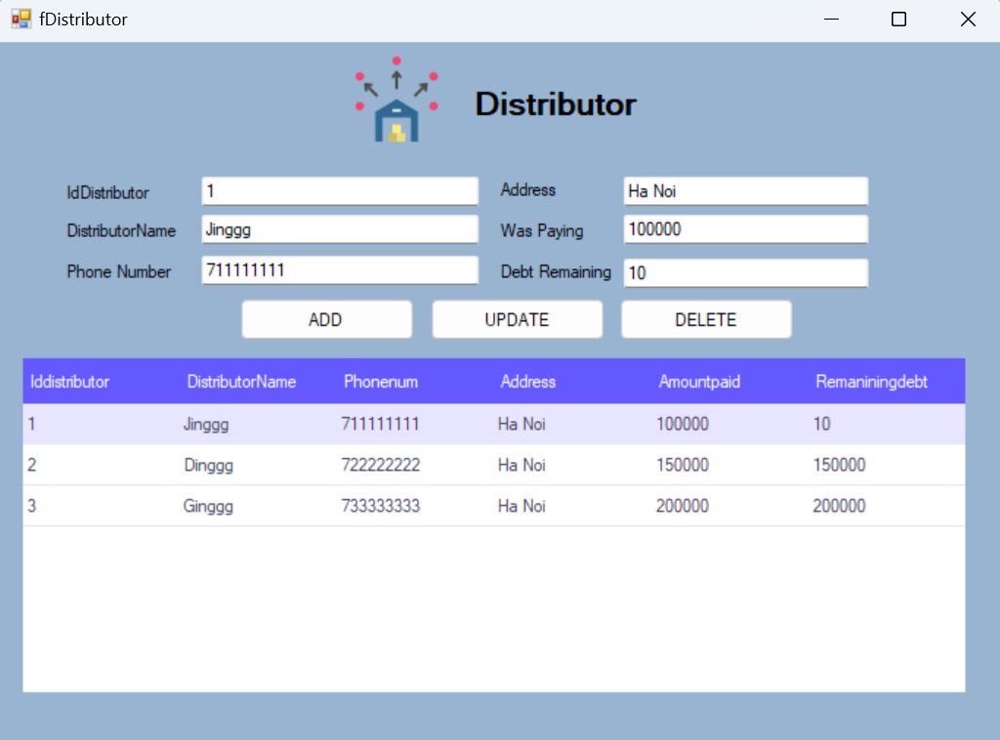 fDistributor
Distributor
IdDistributor 1 Address Ha Noi
DistributorName Jinggg Was Paying 100000
Phone Number 711111111 Debt Remaining 10
ADD UPDATE DELETE
Iddistributor DistributorName Phonenum Address Amountpaid Remaniningdebt
1 Jinggg 711111111 Ha Noi 100000 10
2 Dinggg 722222222 Ha Noi 150000 150000
3 Ginggg 733333333 Ha Noi 200000 200000